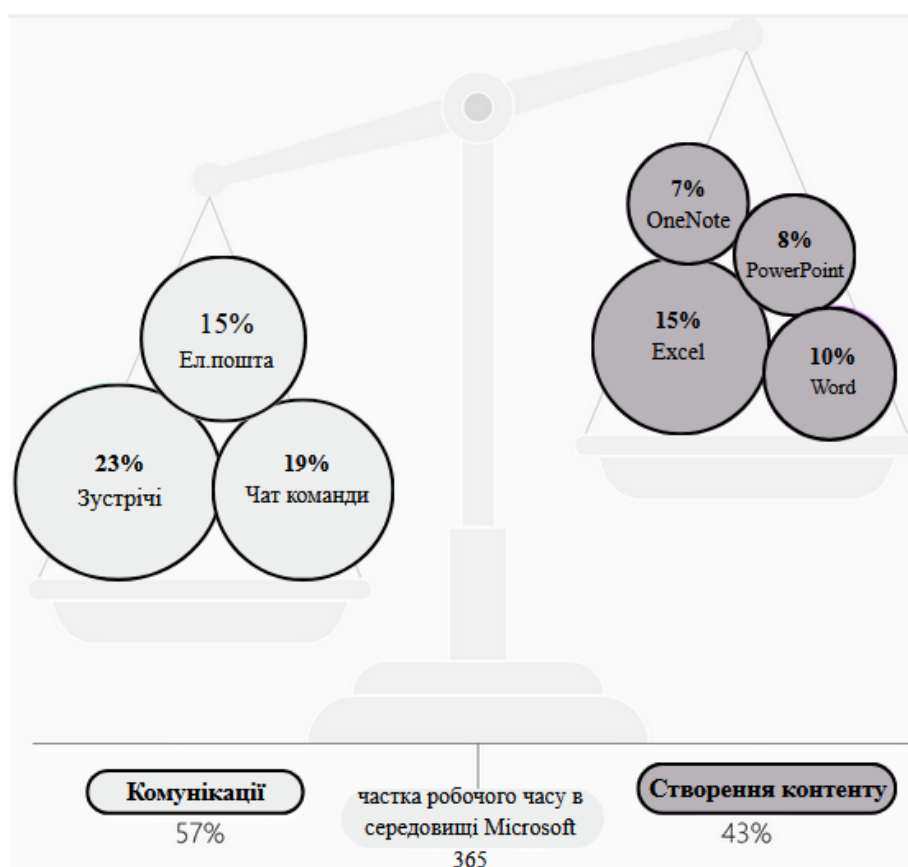 7%
OneNote
8%
PowerPoint
15%
Excel
10%
Word
15%
Ел.пошта
23%
Зустрічі
19%
Чат команди
Комунікації
57%
частка робочого часу в
середовищі Microsoft
365
Створення контенту
43%